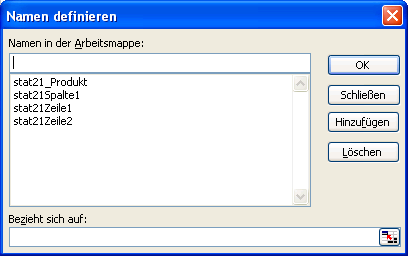 Namen definieren
Namen in der Arbeitsmappe:
OK
stat21_Produkt
stat21Spalte1
stat21Zeile1
stat21Zeile2
Schließen
Hinzufügen
Löschen
Bezieht sich auf: